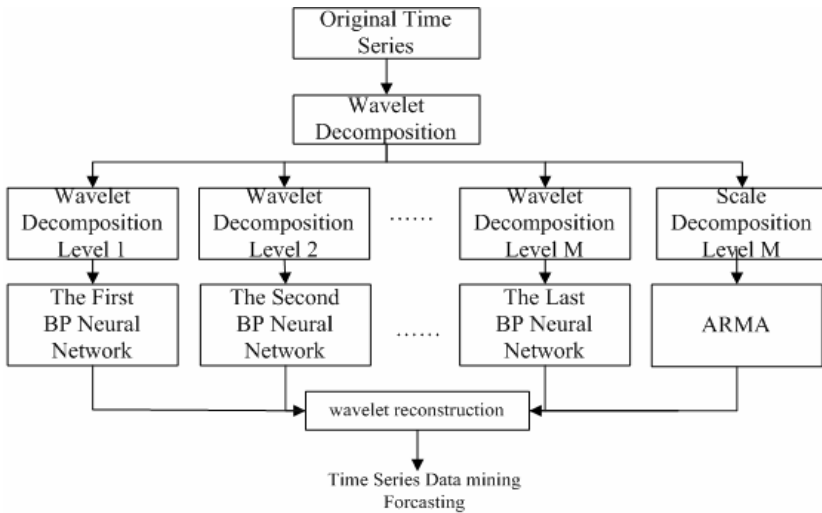 Original Time
Series
Wavelet
Decomposition
Wavelet
Decomposition
Level 1
Wavelet
Decomposition
Level 2
......
Wavelet
Decomposition
Level M
Scale
Decomposition
Level M
The First
BP Neural
Network
The Second
BP Neural
Network
......
The Last
BP Neural
Network
ARMA
wavelet reconstruction
Time Series Data mining
Forcasting